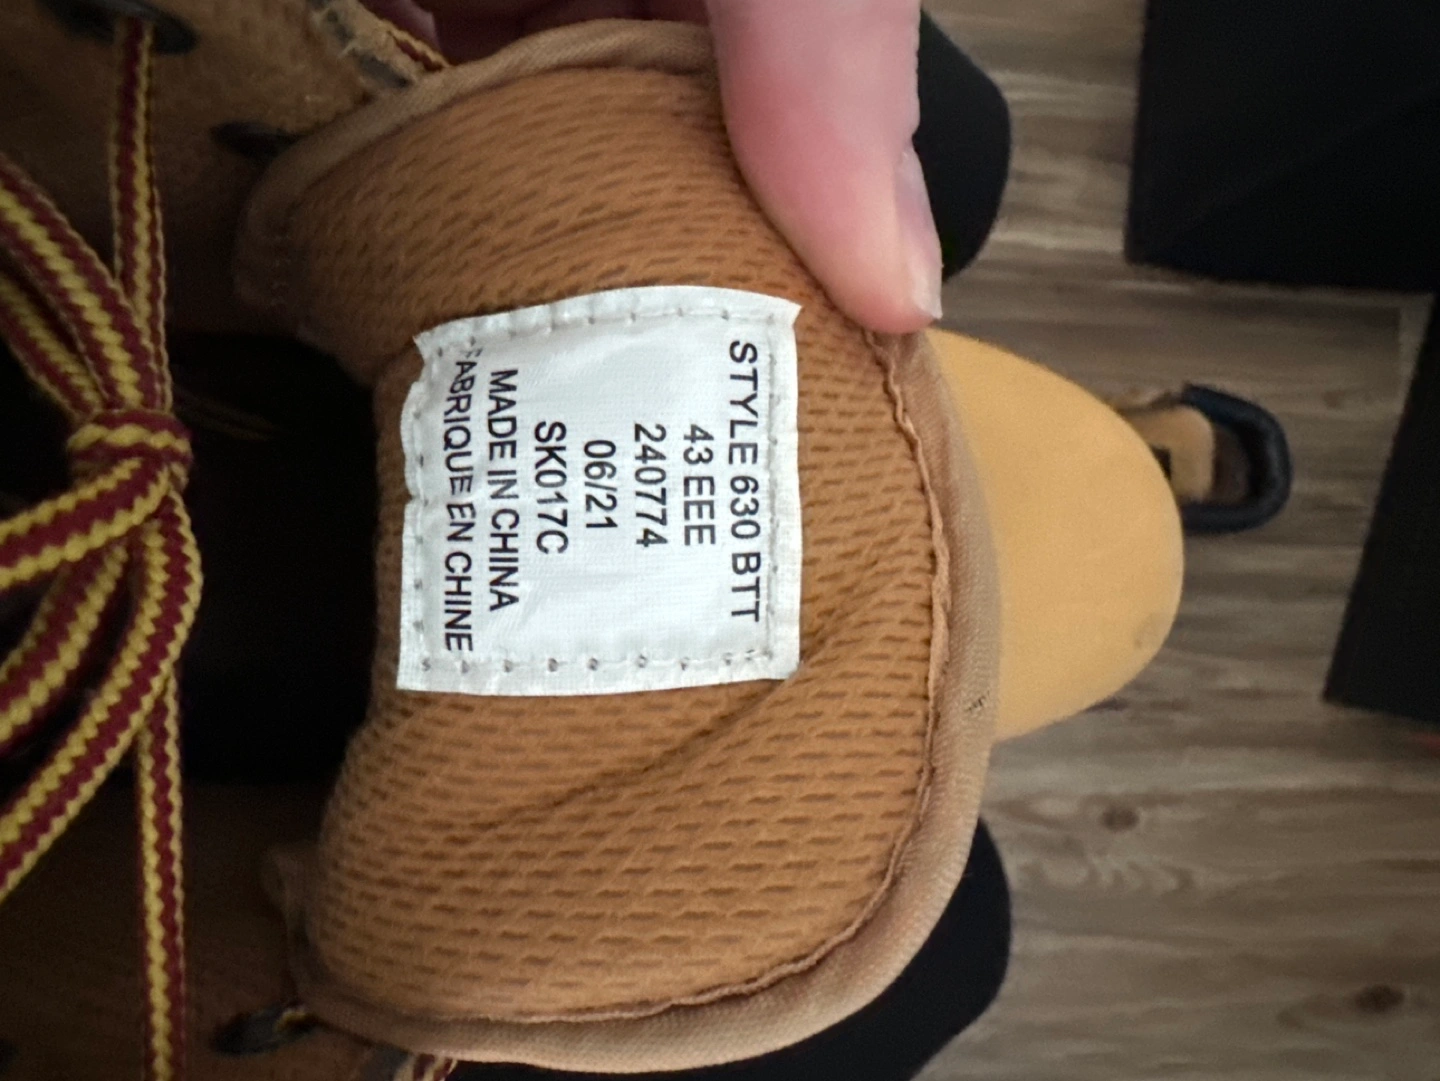 STYLE 630 BTT
43 EEE
240774
06/21
SK017C
MADE IN CHINA
FABRIQUE EN CHINE